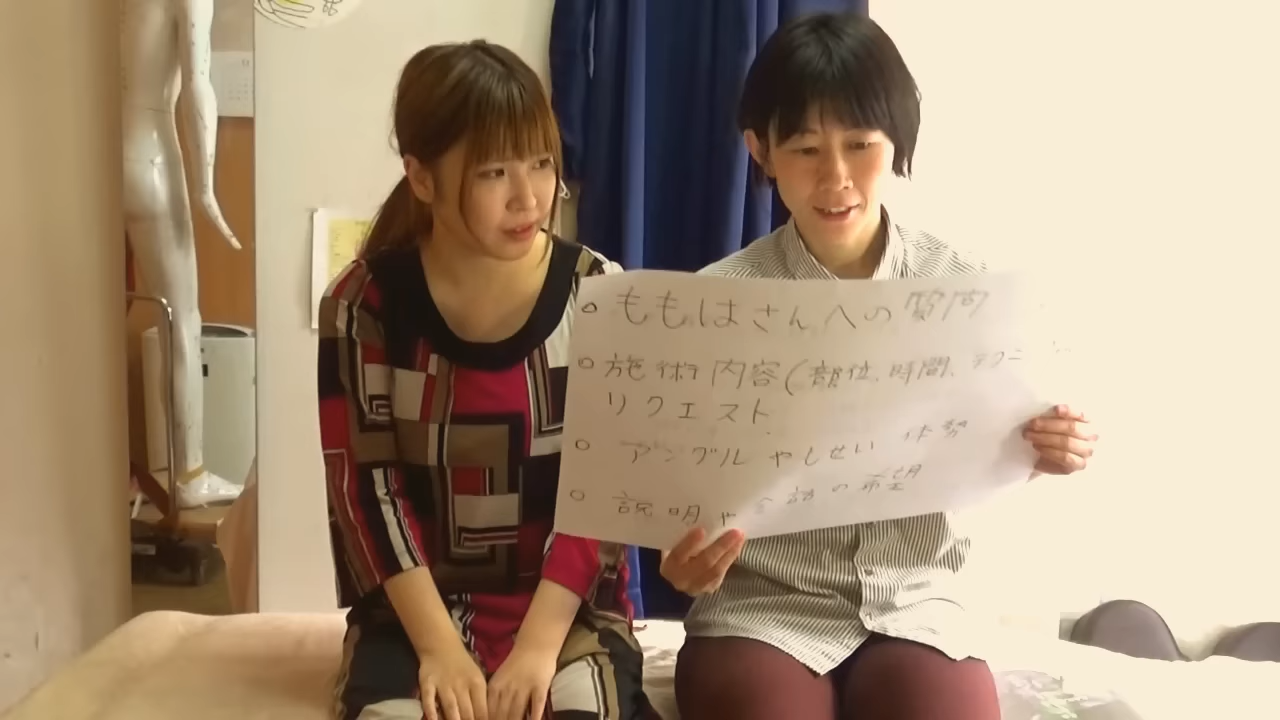 ○ ももはさんへの質問
○ 施術内容(部位、時間、テクニ
リクエスト
○ アングルやしせい 体勢
○ 説明や会話の希望